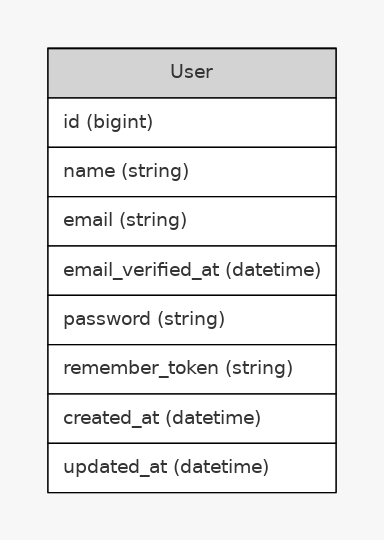 User
id (bigint)
name (string)
email (string)
email_verified_at (datetime)
password (string)
remember_token (string)
created_at (datetime)
updated_at (datetime)